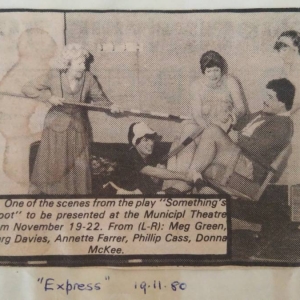 One of the scenes from the play "Something's
oot" to be presented at the Municipl Theatre
m November 19-22. From (L-R): Meg Green,
rg Davies, Annette Farrer, Phillip Cass, Donna
McKee.
"Express" 19.11.80